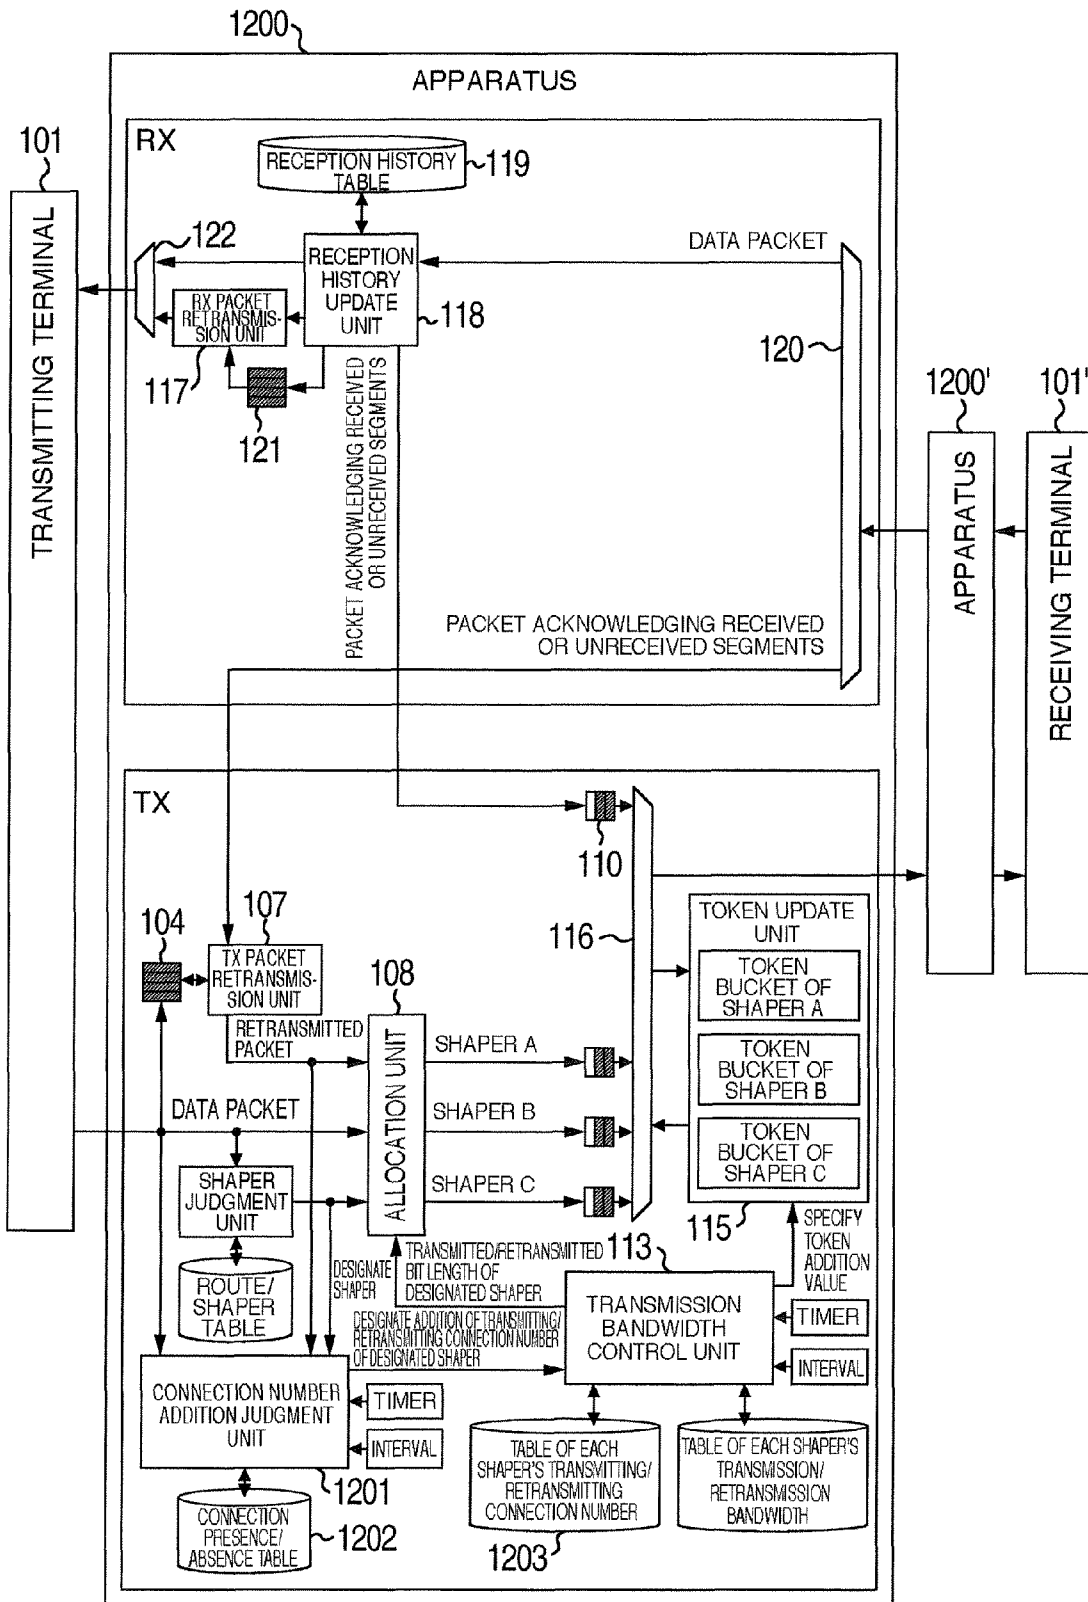 1200
APPARATUS
101
TRANSMITTING TERMINAL
RX
RECEPTION HISTORY
TABLE
119
122
RECEPTION
HISTORY
UPDATE
UNIT
118
DATA PACKET
RX PACKET
RETRANSMIS-
SION UNIT
117
121
120
PACKET ACKNOWLEDGING RECEIVED
OR UNRECEIVED SEGMENTS
1200'
APPARATUS
101'
RECEIVING TERMINAL
PACKET ACKNOWLEDGING RECEIVED
OR UNRECEIVED SEGMENTS
TX
110
104
107
TX PACKET
RETRANSMIS-
SION UNIT
RETRANSMITTED
PACKET
108
ALLOCATION UNIT
116
TOKEN UPDATE
UNIT
TOKEN
BUCKET OF
SHAPER A
TOKEN
BUCKET OF
SHAPER B
TOKEN
BUCKET OF
SHAPER C
115
SHAPER A
SHAPER B
SHAPER C
DATA PACKET
SHAPER
JUDGMENT
UNIT
ROUTE/
SHAPER
TABLE
DESIGNATE
SHAPER
TRANSMITTED/RETRANSMITTED
BIT LENGTH OF
DESIGNATED SHAPER
113
SPECIFY
TOKEN
ADDITION
VALUE
DESIGNATE ADDITION OF TRANSMITTING/
RETRANSMITTING CONNECTION NUMBER
OF DESIGNATED SHAPER
TRANSMISSION
BANDWIDTH
CONTROL UNIT
TIMER
INTERVAL
CONNECTION NUMBER
ADDITION JUDGMENT
UNIT
TIMER
INTERVAL
1201
CONNECTION
PRESENCE/
ABSENCE TABLE
1202
TABLE OF EACH
SHAPER'S TRANSMITTING/
RETRANSMITTING
CONNECTION NUMBER
1203
TABLE OF EACH SHAPER'S
TRANSMISSION/
RETRANSMISSION
BANDWIDTH